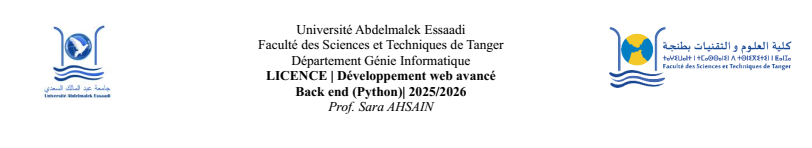 Université Abdelmalek Essaadi
Faculté des Sciences et Techniques de Tanger
Département Génie Informatique
LICENCE | Développement web avancé
Back end (Python)| 2025/2026
Prof. Sara AHSAIN
جامعة عبد المالك السعدي
Université Abdelmalek Essaadi
كلية العلوم و التقنيات بطنجة
Faculté des Sciences et Techniques de Tanger